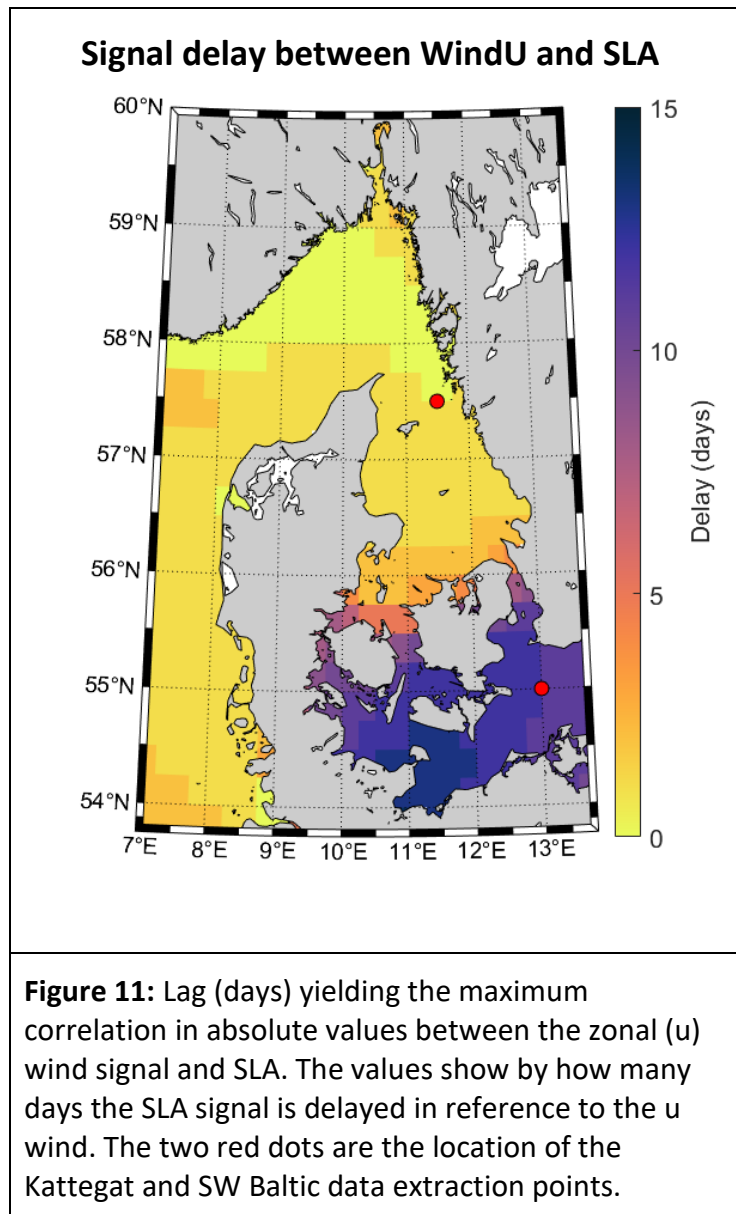 Signal delay between WindU and SLA
60°N
59°N
58°N
57°N
56°N
55°N
54°N
7°E 8°E 9°E 10°E 11°E 12°E 13°E
15
10
5
0
Delay (days)
Figure 11: Lag (days) yielding the maximum
correlation in absolute values between the zonal (u)
wind signal and SLA. The values show by how many
days the SLA signal is delayed in reference to the u
wind. The two red dots are the location of the
Kattegat and SW Baltic data extraction points.